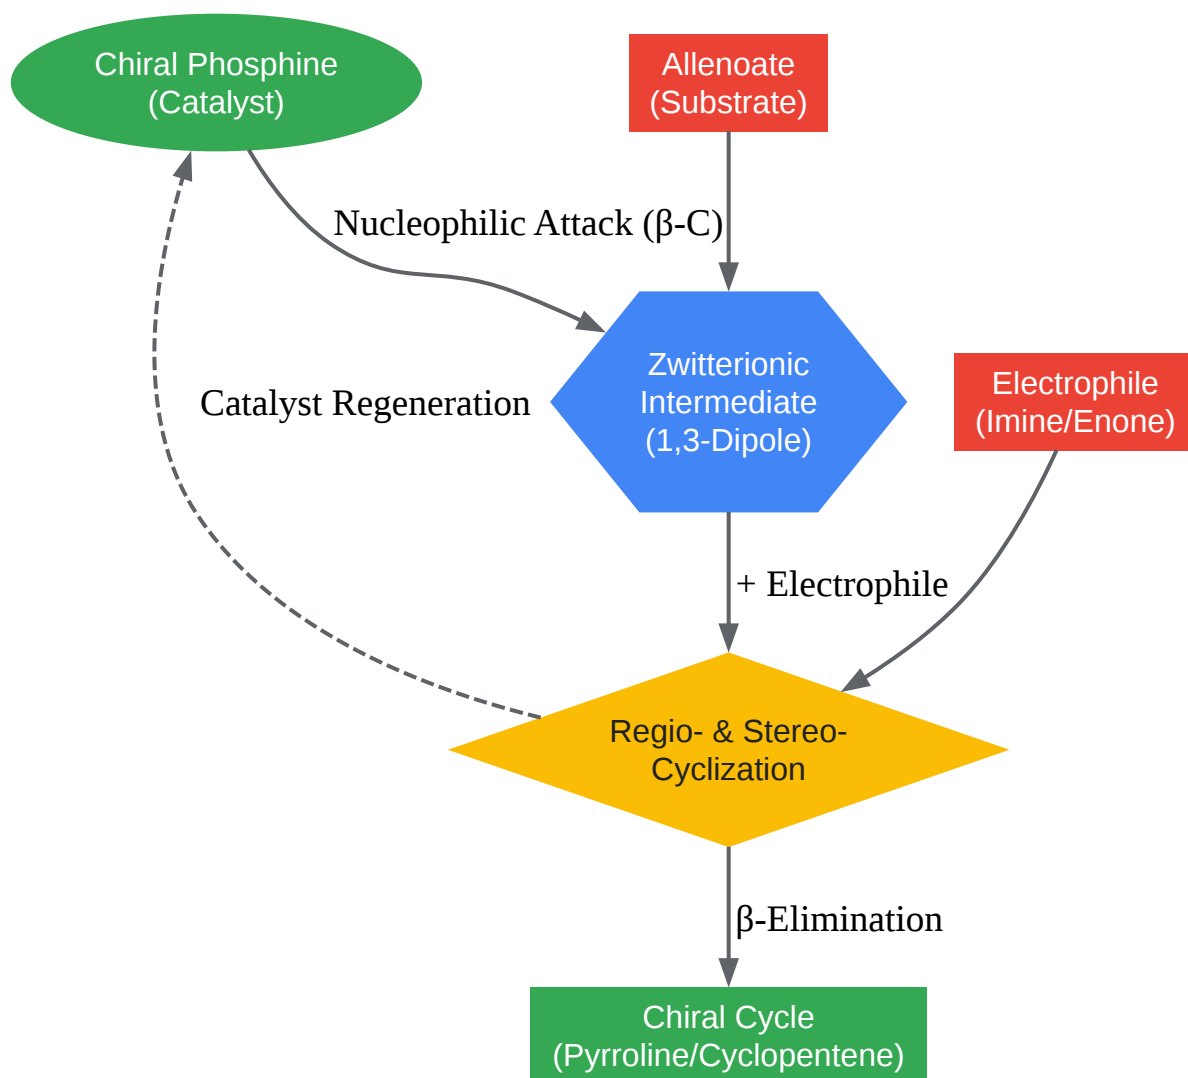 Chiral Phosphine
(Catalyst)
Allenoate
(Substrate)
Nucleophilic Attack (β-C)
Zwitterionic
Intermediate
(1,3-Dipole)
Electrophile
(Imine/Enone)
Catalyst Regeneration
+ Electrophile
Regio- & Stereo-
Cyclization
β-Elimination
Chiral Cycle
(Pyrroline/Cyclopentene)